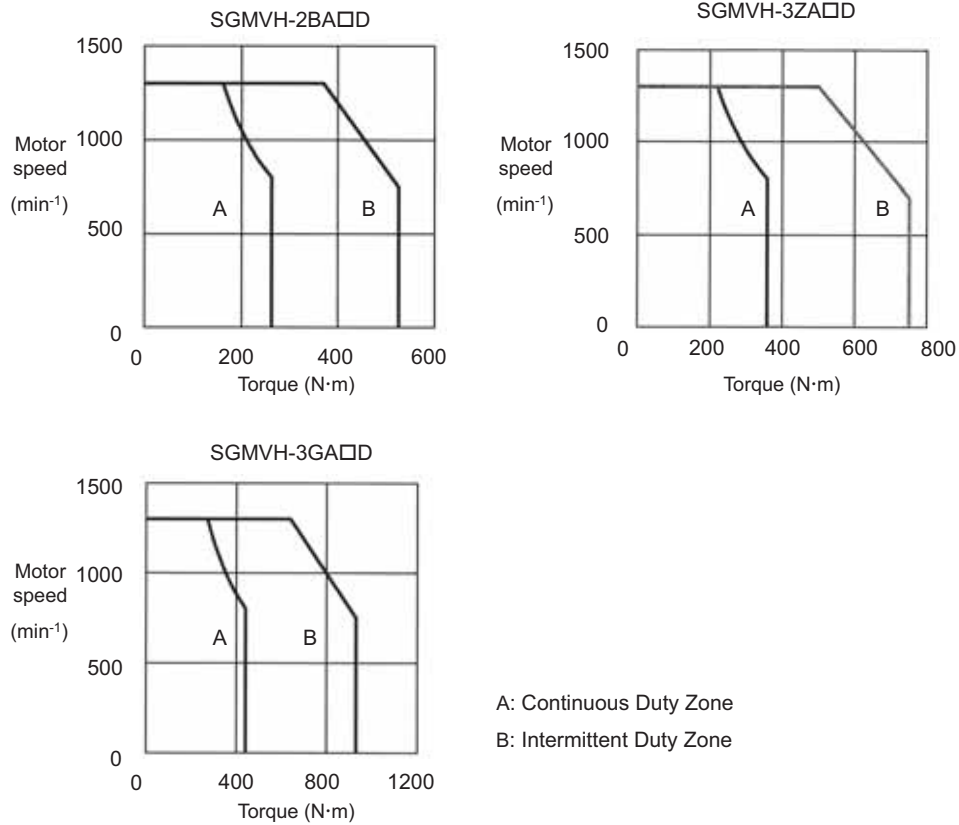 SGMVH-2BA□D
1500
1000
500
0
Motor
speed
(min-1)
A
B
0 200 400 600
Torque (N·m)
SGMVH-3ZA□D
1500
1000
500
0
Motor
speed
(min-1)
A
B
0 200 400 600 800
Torque (N·m)
SGMVH-3GA□D
1500
1000
500
0
Motor
speed
(min-1)
A
B
0 400 800 1200
Torque (N·m)
A: Continuous Duty Zone
B: Intermittent Duty Zone